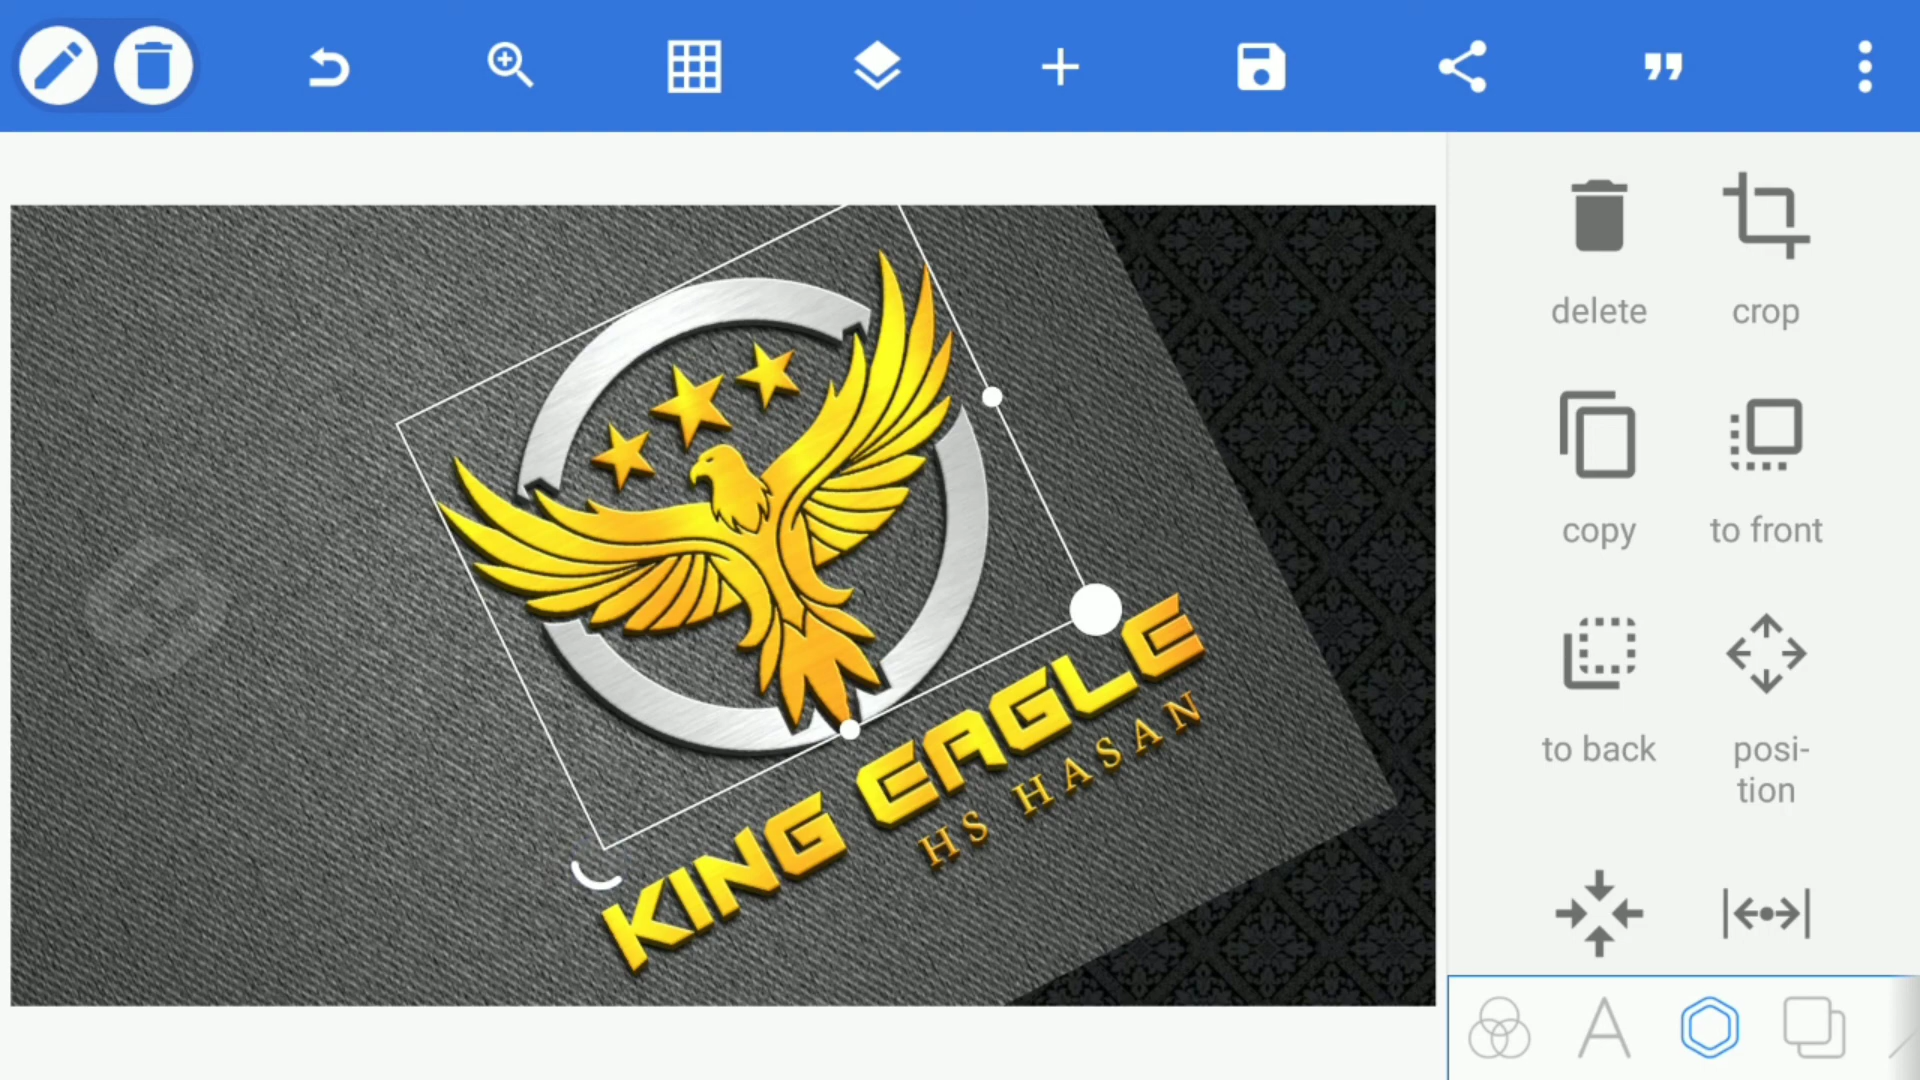 delete
crop
copy
to front
to back
posi-
tion
KING EAGLE
HS HASAN